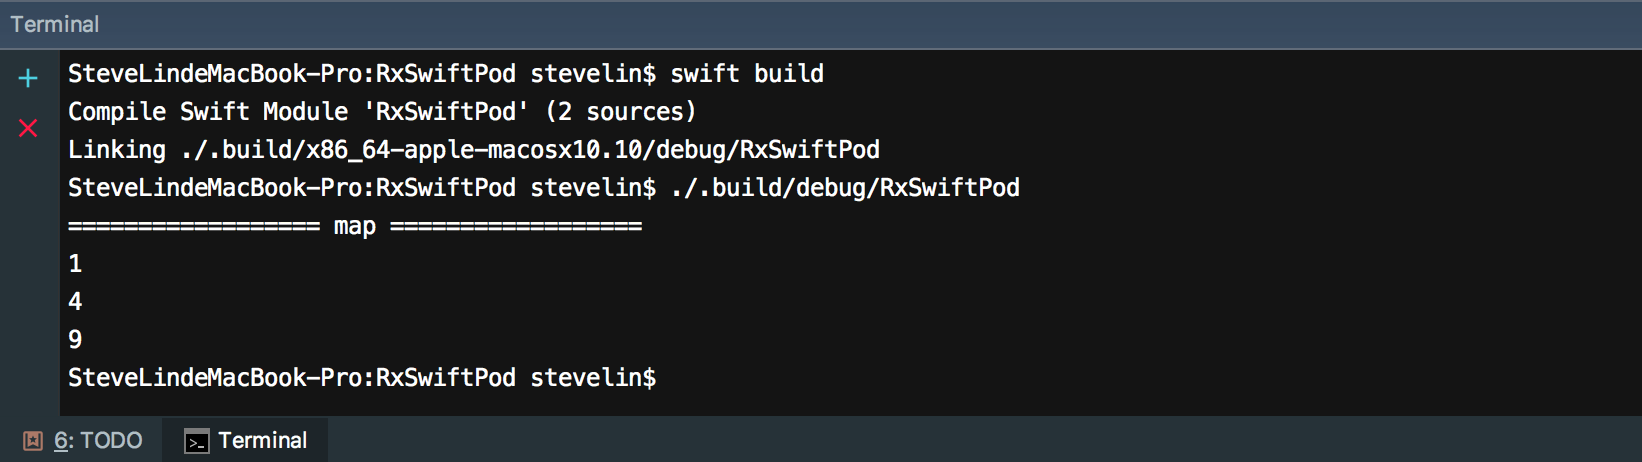 Terminal
SteveLindeMacBook-Pro:RxSwiftPod stevelin$ swift build
Compile Swift Module 'RxSwiftPod' (2 sources)
Linking ./.build/x86_64-apple-macosx10.10/debug/RxSwiftPod
SteveLindeMacBook-Pro:RxSwiftPod stevelin$ ./.build/debug/RxSwiftPod
================== map ==================
1
4
9
SteveLindeMacBook-Pro:RxSwiftPod stevelin$
6: TODO Terminal